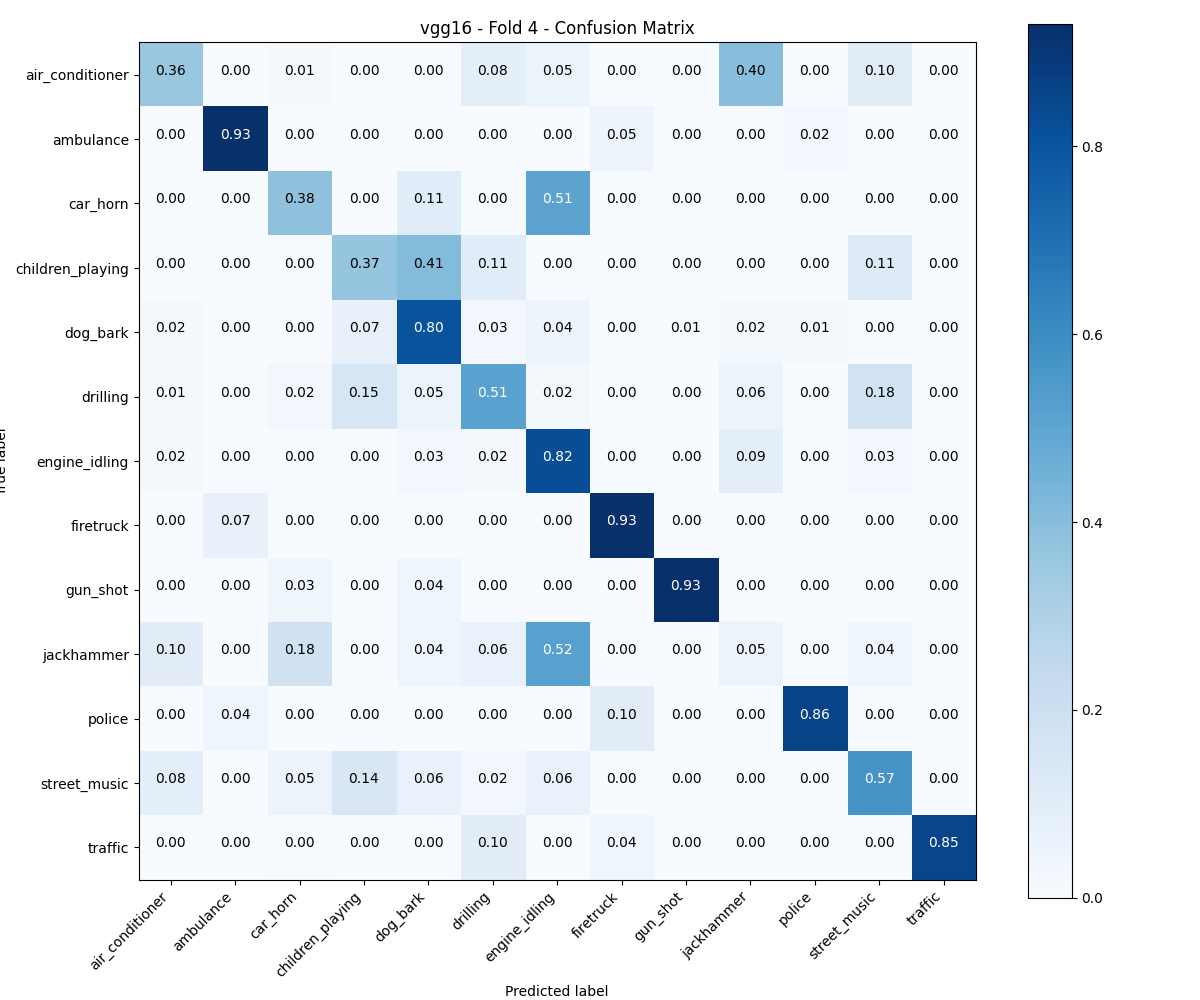 vgg16 - Fold 4 - Confusion Matrix
air_conditioner 0.36 0.00 0.01 0.00 0.00 0.08 0.05 0.00 0.00 0.40 0.00 0.10 0.00
ambulance 0.00 0.93 0.00 0.00 0.00 0.00 0.00 0.05 0.00 0.00 0.02 0.00 0.00
car_horn 0.00 0.00 0.38 0.00 0.11 0.00 0.51 0.00 0.00 0.00 0.00 0.00 0.00
children_playing 0.00 0.00 0.00 0.37 0.41 0.11 0.00 0.00 0.00 0.00 0.00 0.11 0.00
dog_bark 0.02 0.00 0.00 0.07 0.80 0.03 0.04 0.00 0.01 0.02 0.01 0.00 0.00
drilling 0.01 0.00 0.02 0.15 0.05 0.51 0.02 0.00 0.00 0.06 0.00 0.18 0.00
engine_idling 0.02 0.00 0.00 0.00 0.03 0.02 0.82 0.00 0.00 0.09 0.00 0.03 0.00
firetruck 0.00 0.07 0.00 0.00 0.00 0.00 0.00 0.93 0.00 0.00 0.00 0.00 0.00
gun_shot 0.00 0.00 0.03 0.00 0.04 0.00 0.00 0.00 0.93 0.00 0.00 0.00 0.00
jackhammer 0.10 0.00 0.18 0.00 0.04 0.06 0.52 0.00 0.00 0.05 0.00 0.04 0.00
police 0.00 0.04 0.00 0.00 0.00 0.00 0.00 0.10 0.00 0.00 0.86 0.00 0.00
street_music 0.08 0.00 0.05 0.14 0.06 0.02 0.06 0.00 0.00 0.00 0.00 0.57 0.00
traffic 0.00 0.00 0.00 0.00 0.00 0.10 0.00 0.04 0.00 0.00 0.00 0.00 0.85
air_conditioner ambulance car_horn children_playing dog_bark drilling engine_idling firetruck gun_shot jackhammer police street_music traffic
Predicted label
label
0.8
0.6
0.4
0.2
0.0